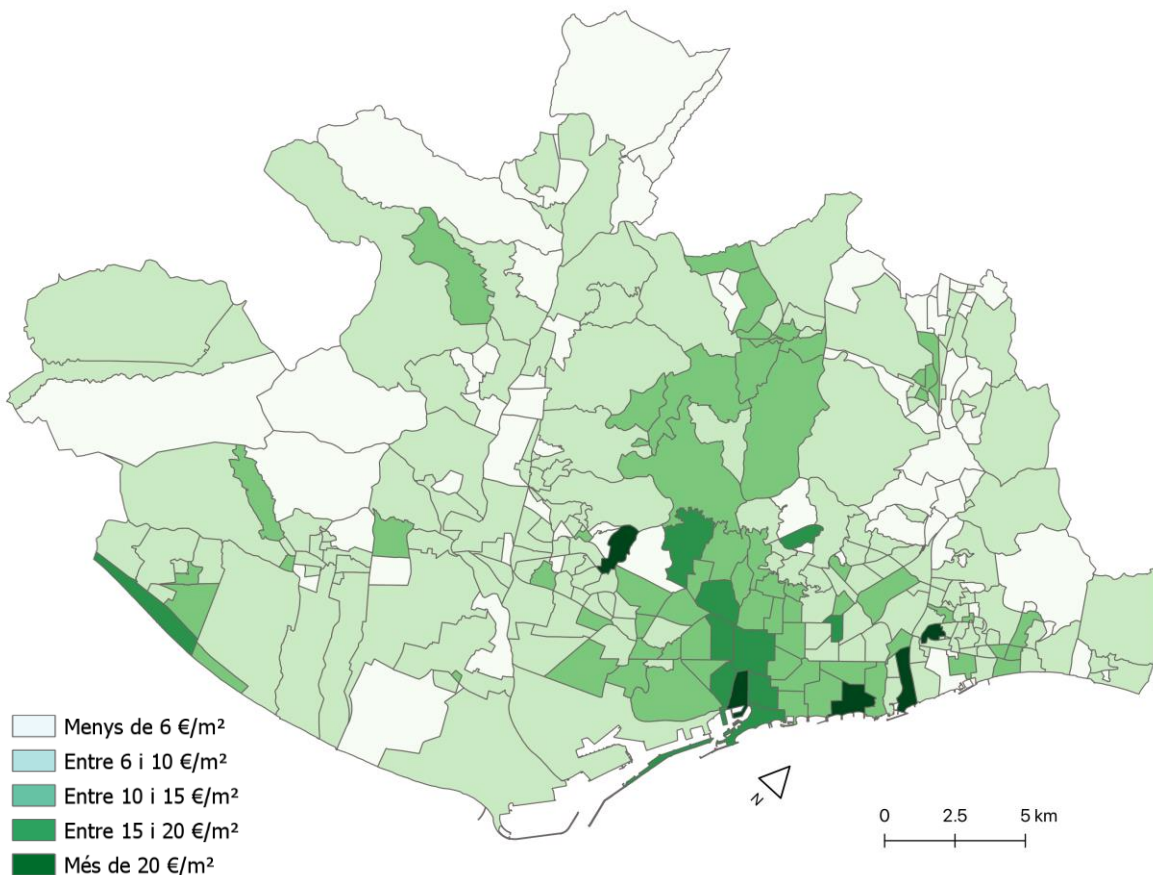 Menys de 6 €/m²
Entre 6 i 10 €/m²
Entre 10 i 15 €/m²
Entre 15 i 20 €/m²
Més de 20 €/m²
N
0 2.5 5 km